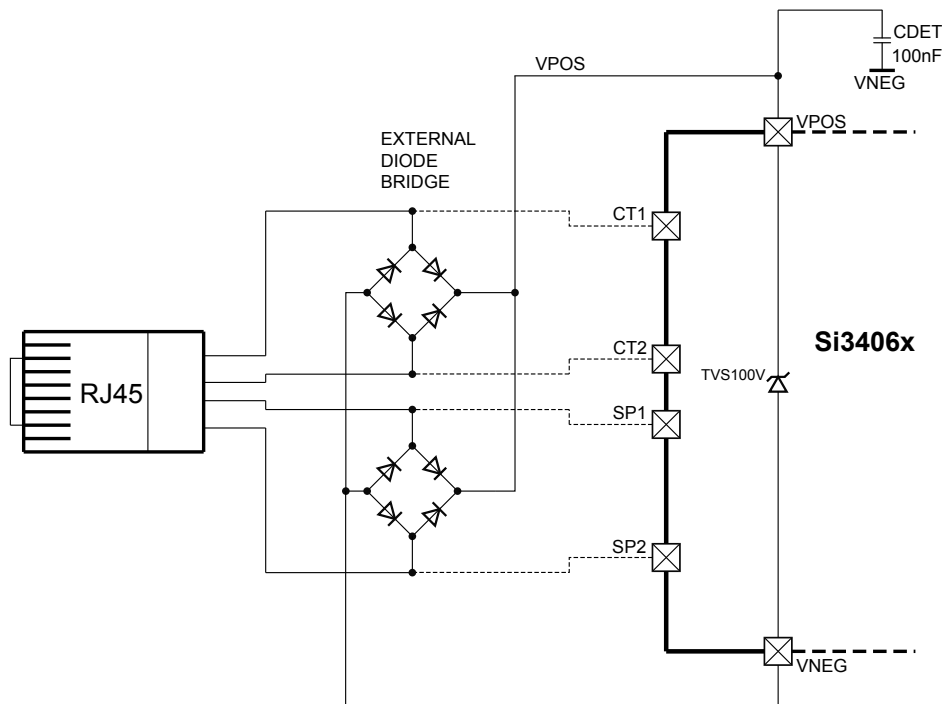 CDET
100nF
VNEG
VPOS
VPOS
EXTERNAL
DIODE
BRIDGE
CT1
CT2
Si3406x
TVS100V
RJ45
SP1
SP2
VNEG